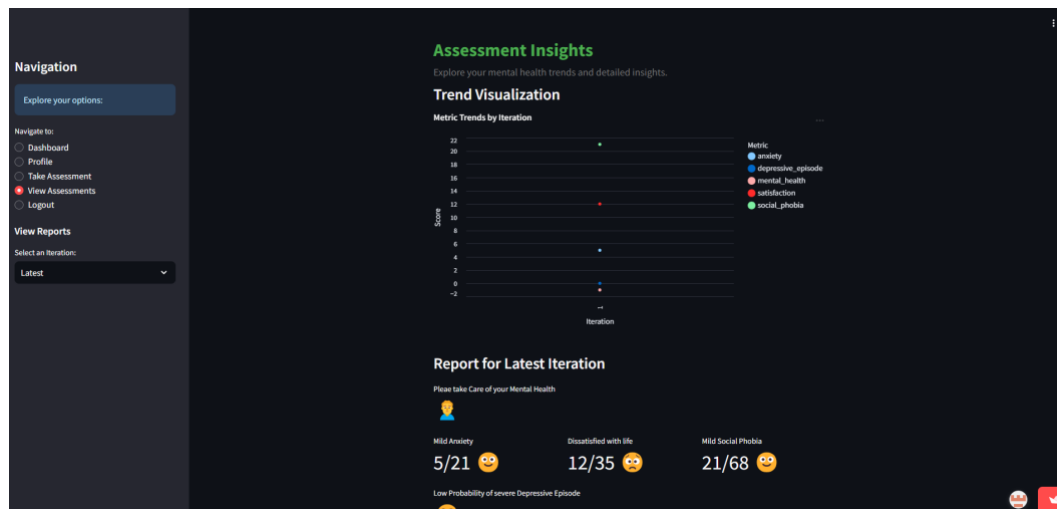 Navigation
Explore your options:
Navigate to:
Dashboard
Profile
Take Assessment
View Assessments
Logout
View Reports
Select an Iteration:
Latest
Assessment Insights
Explore your mental health trends and detailed insights.
Trend Visualization
Metric Trends by Iteration
22
20
18
16
14
12
10
8
6
4
2
0
−2
Score
1
Iteration
Metric
anxiety
depressive_episode
mental_health
satisfaction
social_phobia
Report for Latest Iteration
Pleae take Care of your Mental Health
Mild Anxiety
5/21
Dissatisfied with life
12/35
Mild Social Phobia
21/68
Low Probability of severe Depressive Episode